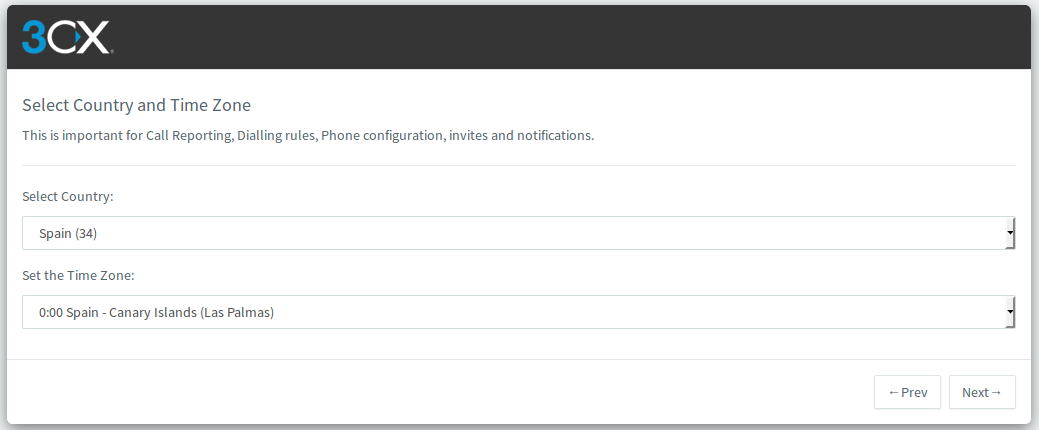 3CX
Select Country and Time Zone
This is important for Call Reporting, Dialling rules, Phone configuration, invites and notifications.
Select Country:
Spain (34)
Set the Time Zone:
0:00 Spain - Canary Islands (Las Palmas)
←Prev
Next→